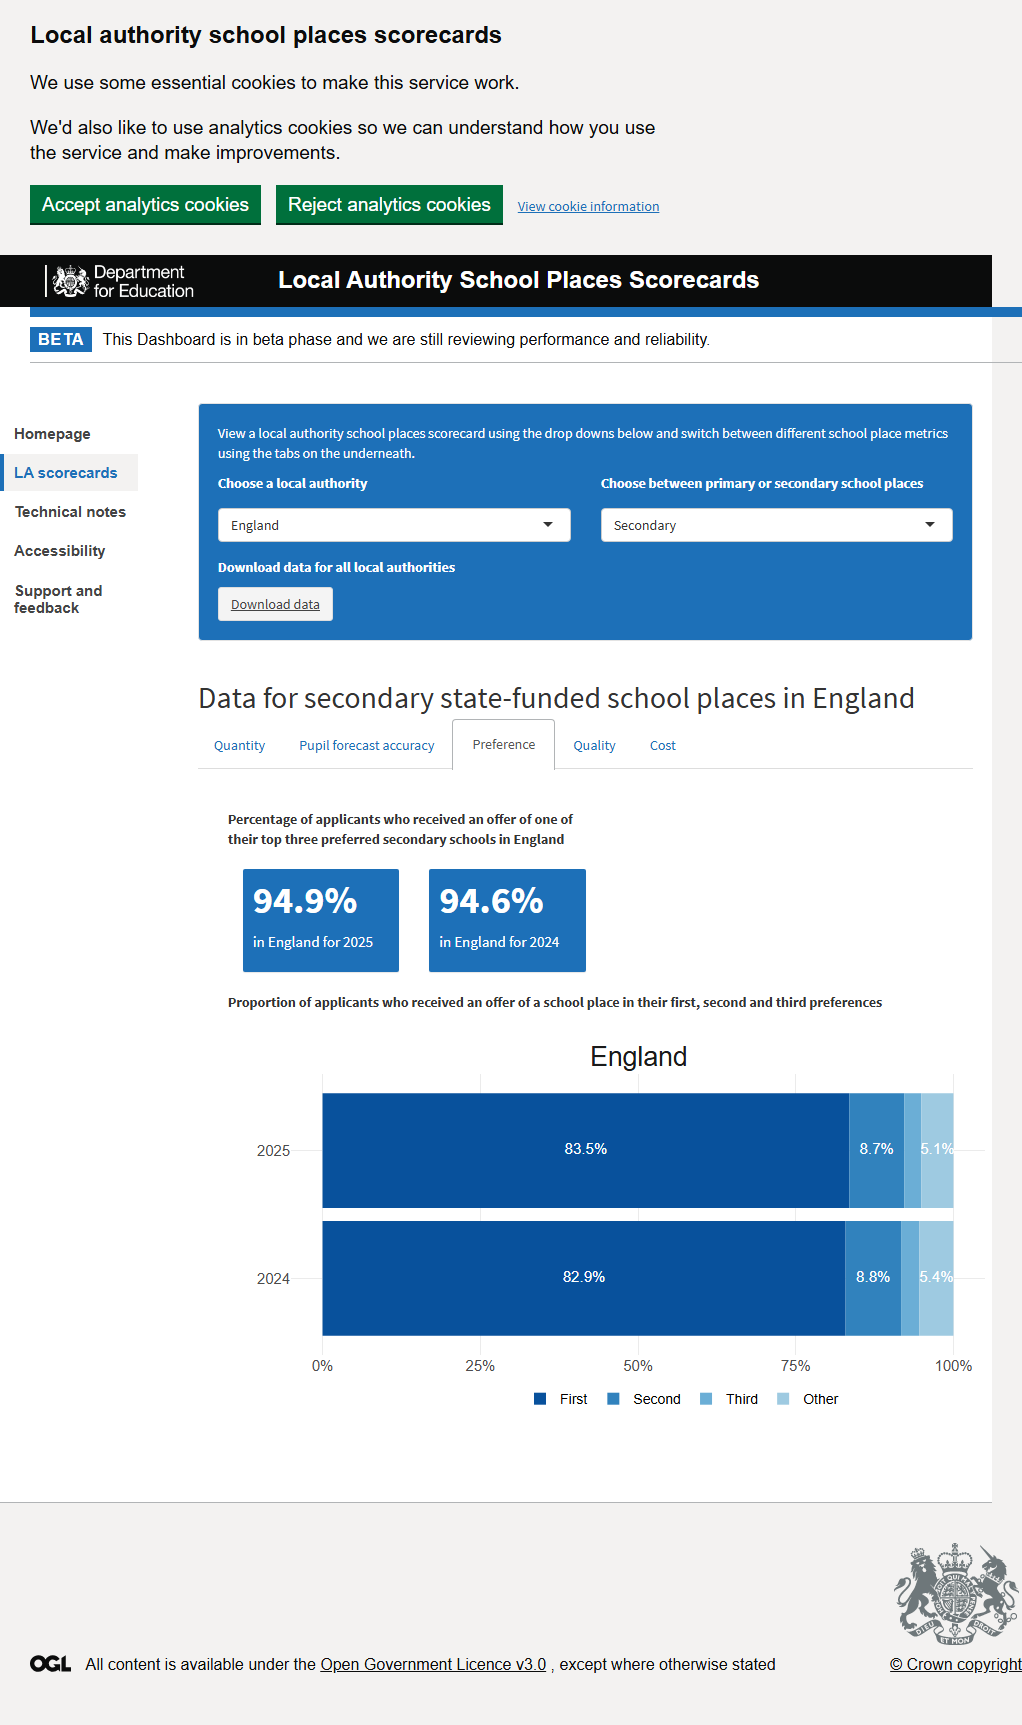 Local authority school places scorecards
We use some essential cookies to make this service work.
We'd also like to use analytics cookies so we can understand how you use
the service and make improvements.
Accept analytics cookies Reject analytics cookies View cookie information
Department
for Education
Local Authority School Places Scorecards
BETA This Dashboard is in beta phase and we are still reviewing performance and reliability.
Homepage
LA scorecards
Technical notes
Accessibility
Support and
feedback
View a local authority school places scorecard using the drop downs below and switch between different school place metrics
using the tabs on the underneath.
Choose a local authority Choose between primary or secondary school places
England Secondary
Download data for all local authorities
Download data
Data for secondary state-funded school places in England
Quantity Pupil forecast accuracy Preference Quality Cost
Percentage of applicants who received an offer of one of
their top three preferred secondary schools in England
94.9% 94.6%
in England for 2025 in England for 2024
Proportion of applicants who received an offer of a school place in their first, second and third preferences
England
2025 83.5% 8.7% 5.1%
2024 82.9% 8.8% 5.4%
0% 25% 50% 75% 100%
First Second Third Other
OGL All content is available under the Open Government Licence v3.0 , except where otherwise stated © Crown copyright